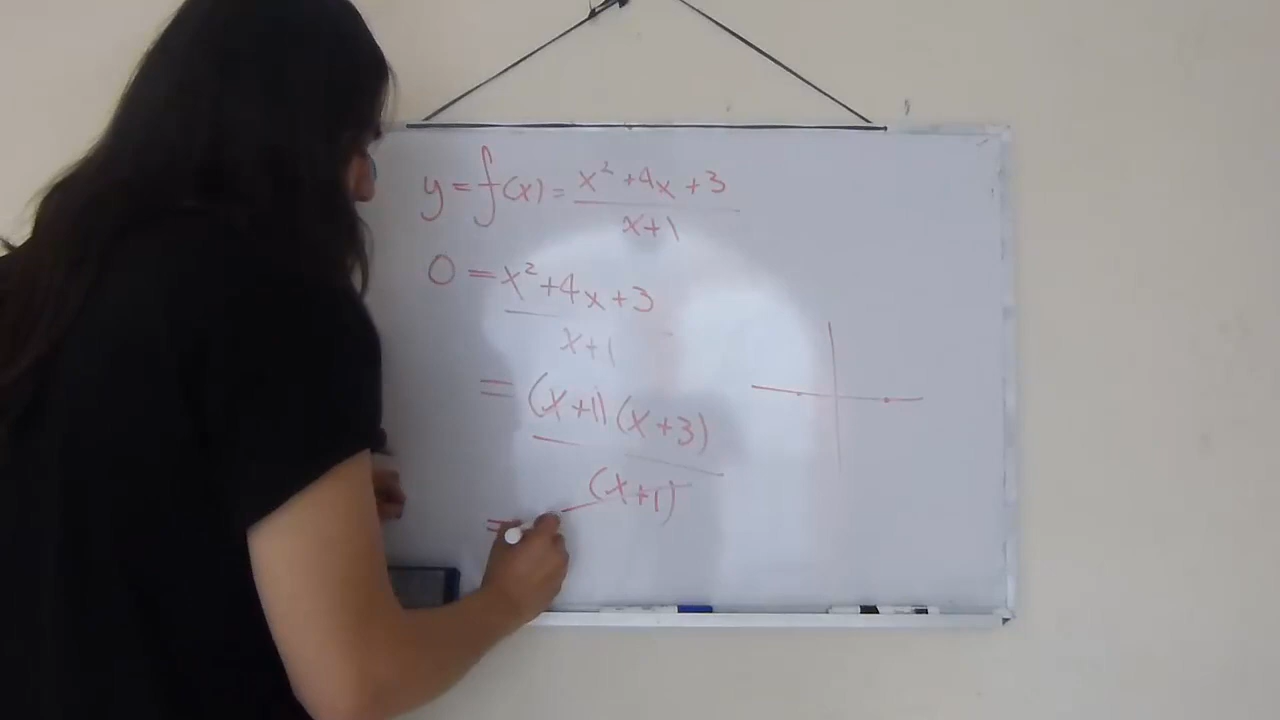 y = f(x) = x² + 4x + 3
x + 1
0 = x² + 4x + 3
x + 1
= (x + 1) (x + 3)
(x + 1)
=